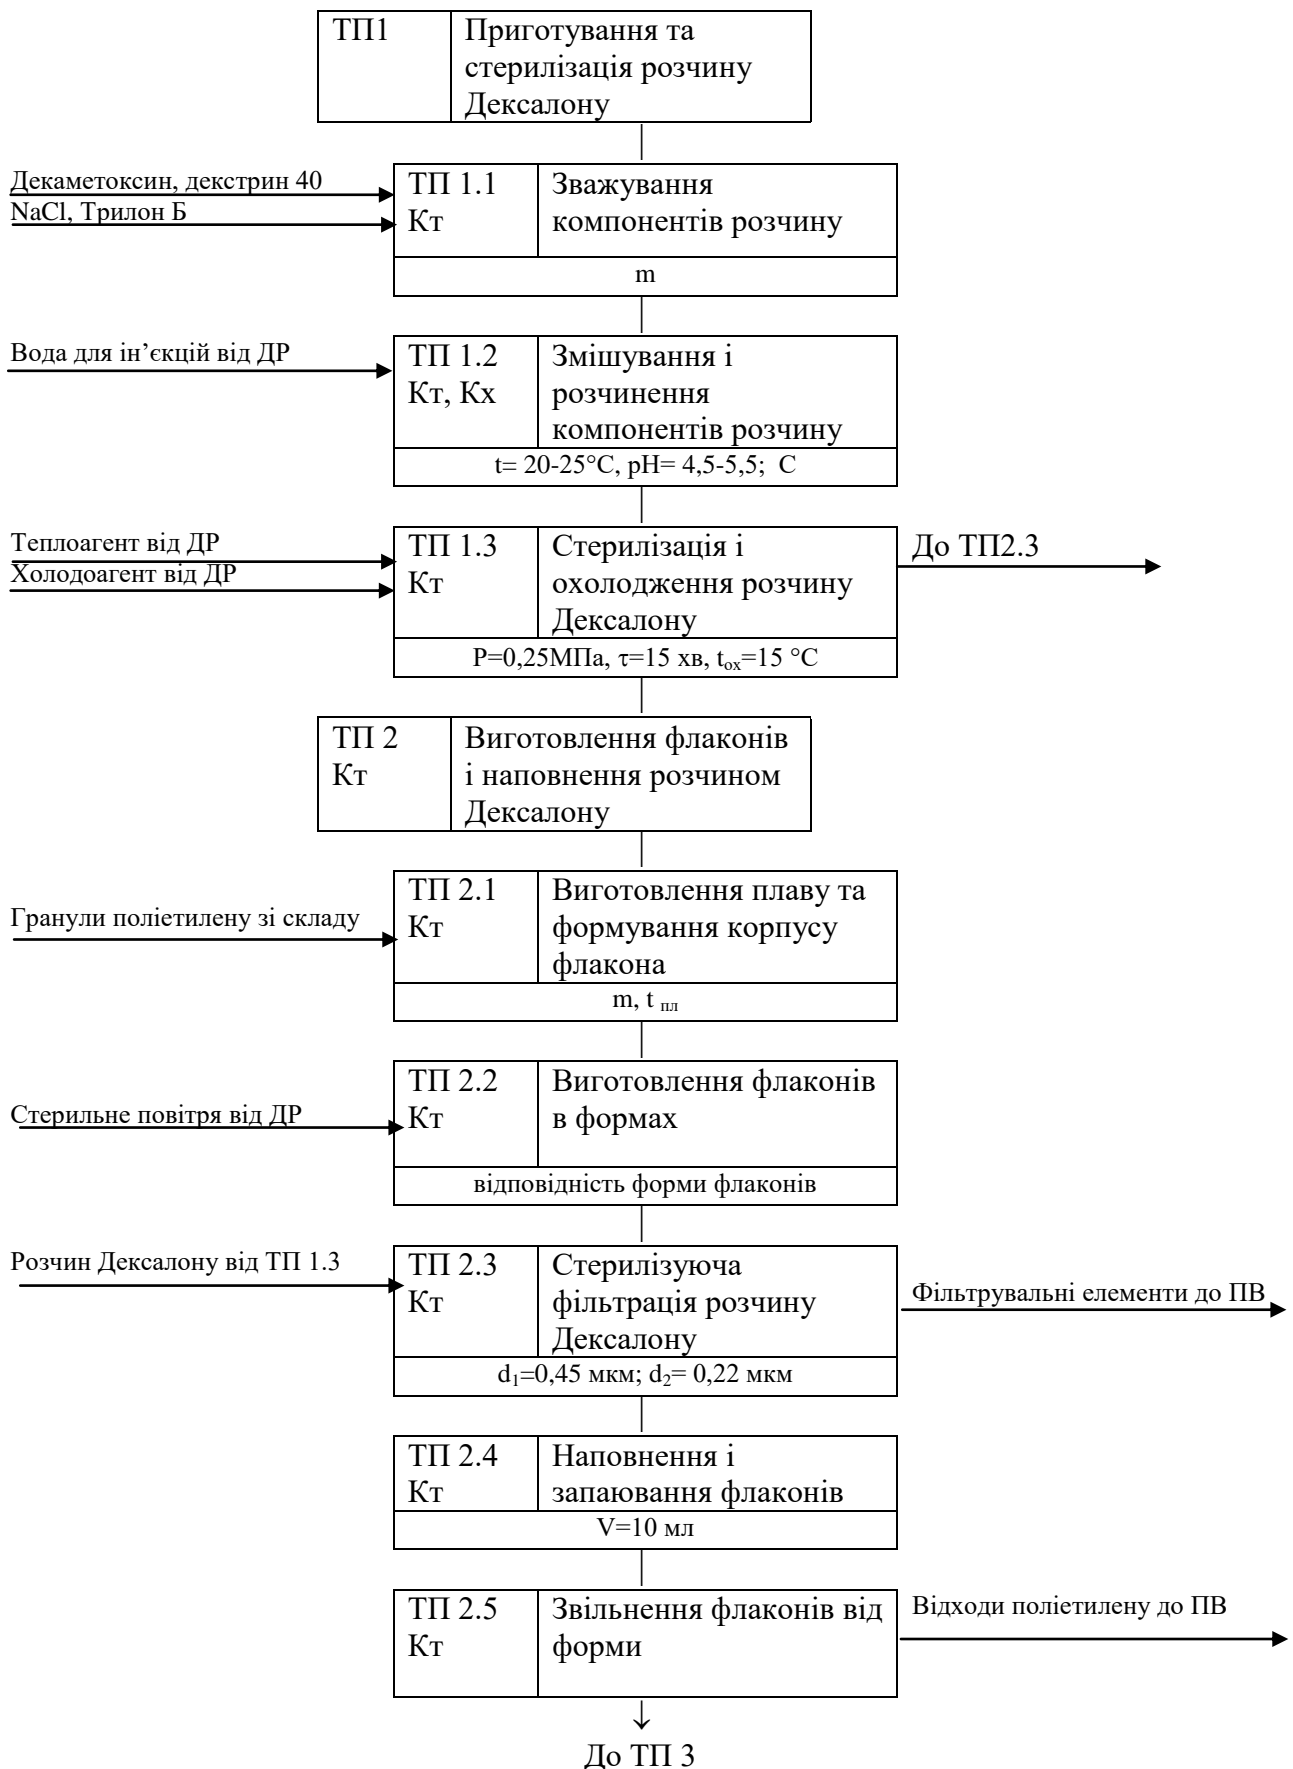 ТП1
Приготування та
стерилізація розчину
Дексалону
Декаметоксин, декстрин 40
NaCl, Трилон Б
ТП 1.1
Кт
Зважування
компонентів розчину
m
Вода для ін’єкцій від ДР
ТП 1.2
Кт, Кх
Змішування і
розчинення
компонентів розчину
t= 20-25°C, pH= 4,5-5,5; С
Теплоагент від ДР
Холодоагент від ДР
ТП 1.3
Кт
Стерилізація і
охолодження розчину
Дексалону
До ТП2.3
Р=0,25МПа, τ=15 хв, tох=15 °C
ТП 2
Кт
Виготовлення флаконів
і наповнення розчином
Дексалону
Гранули поліетилену зі складу
ТП 2.1
Кт
Виготовлення плаву та
формування корпусу
флакона
m, t пл
Стерильне повітря від ДР
ТП 2.2
Кт
Виготовлення флаконів
в формах
відповідність форми флаконів
Розчин Дексалону від ТП 1.3
ТП 2.3
Кт
Стерилізуюча
фільтрація розчину
Дексалону
Фільтрувальні елементи до ПВ
d1=0,45 мкм; d2= 0,22 мкм
ТП 2.4
Кт
Наповнення і
запаювання флаконів
V=10 мл
ТП 2.5
Кт
Звільнення флаконів від
форми
Відходи поліетилену до ПВ
До ТП 3